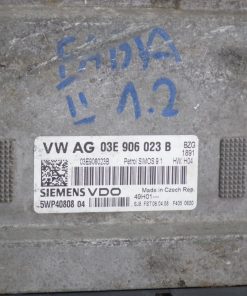 FABIA
II 1.2
VW AG 03E 906 023 B
BZG
1891
03E906023B Petrol SIMOS 9.1 HW: H04
SIEMENS VDO
Made in Czech Rep.
5WP40808 04
49H01---